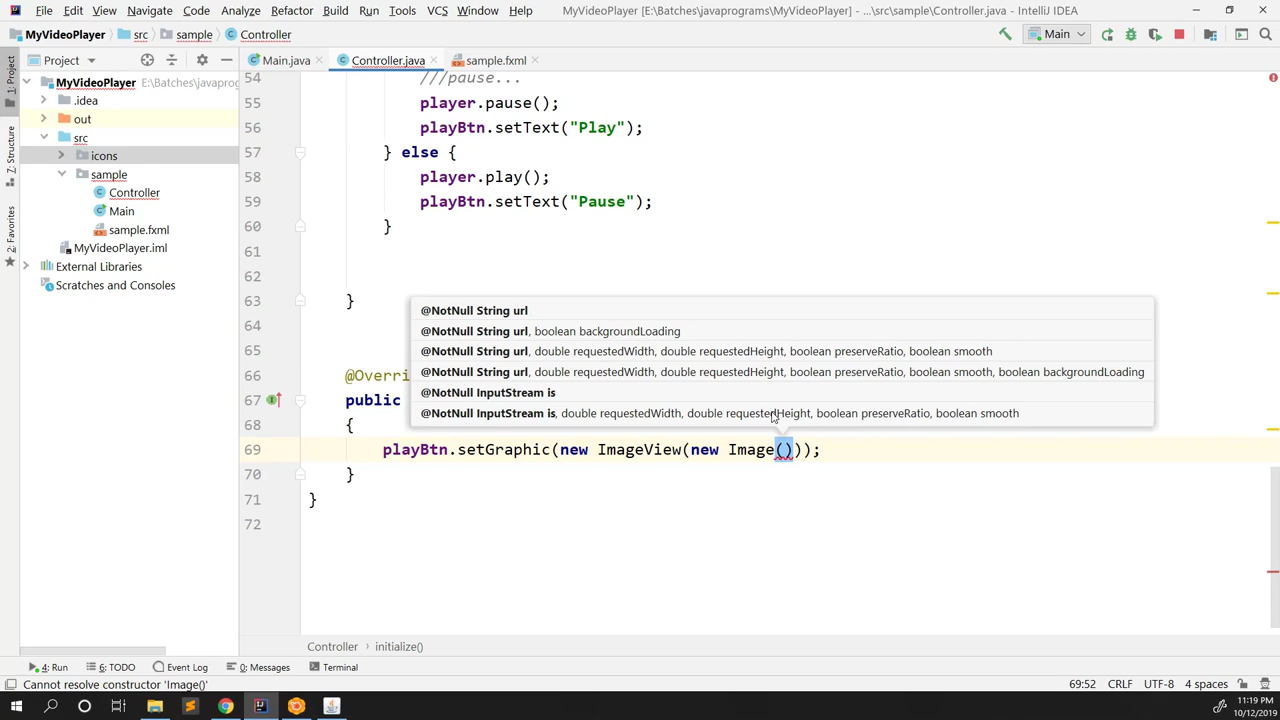 File Edit View Navigate Code Analyze Refactor Build Run Tools VCS Window Help MyVideoPlayer [E:\Batches\javaprograms\MyVideoPlayer] - ...\src\sample\Controller.java - IntelliJ IDEA
MyVideoPlayer src sample Controller Main
Project Main.java Controller.java sample.fxml
1: Project
Z: Structure
2: Favorites
MyVideoPlayer E:\Batches\javaprog
.idea
out
src
icons
sample
Controller
Main
sample.fxml
MyVideoPlayer.iml
External Libraries
Scratches and Consoles
54 ///pause...
55 player.pause();
56 playBtn.setText("Play");
57 } else {
58 player.play();
59 playBtn.setText("Pause");
60 }
61
62
63 }
64
65
66 @Overri
67 public
68 {
69 playBtn.setGraphic(new ImageView(new Image()));
70 }
71 }
72
@NotNull String url
@NotNull String url, boolean backgroundLoading
@NotNull String url, double requestedWidth, double requestedHeight, boolean preserveRatio, boolean smooth
@NotNull String url, double requestedWidth, double requestedHeight, boolean preserveRatio, boolean smooth, boolean backgroundLoading
@NotNull InputStream is
@NotNull InputStream is, double requestedWidth, double requestedHeight, boolean preserveRatio, boolean smooth
Controller › initialize()
4: Run 6: TODO Event Log 0: Messages Terminal
Cannot resolve constructor 'Image()' 69:52 CRLF UTF-8 4 spaces
11:19 PM
10/12/2019